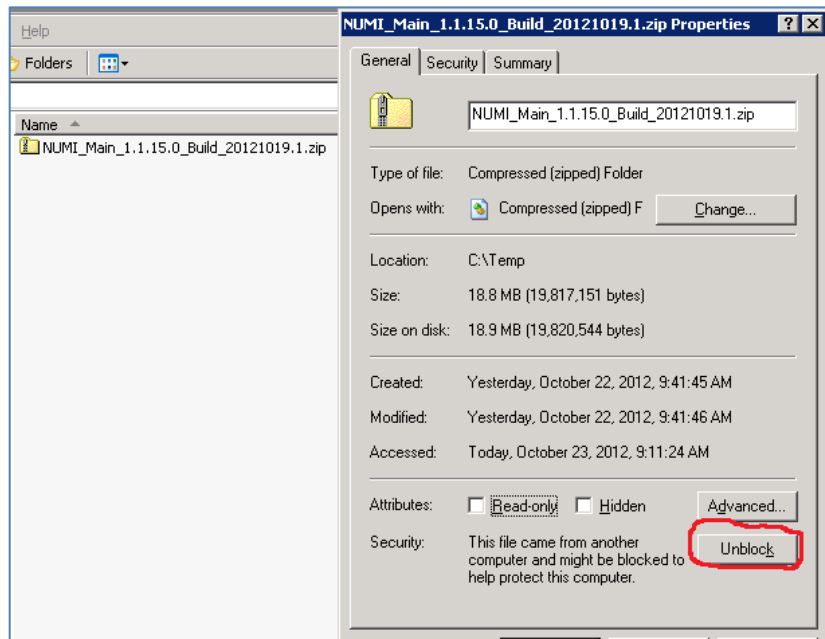 Help
Folders
Name
NUMI_Main_1.1.15.0_Build_20121019.1.zip
NUMI_Main_1.1.15.0_Build_20121019.1.zip Properties
General Security Summary
NUMI_Main_1.1.15.0_Build_20121019.1.zip
Type of file: Compressed (zipped) Folder
Opens with: Compressed (zipped) F Change...
Location: C:\Temp
Size: 18.8 MB (19,817,151 bytes)
Size on disk: 18.9 MB (19,820,544 bytes)
Created: Yesterday, October 22, 2012, 9:41:45 AM
Modified: Yesterday, October 22, 2012, 9:41:46 AM
Accessed: Today, October 23, 2012, 9:11:24 AM
Attributes: Read-only Hidden Advanced...
Security: This file came from another
computer and might be blocked to
help protect this computer.
Unblock